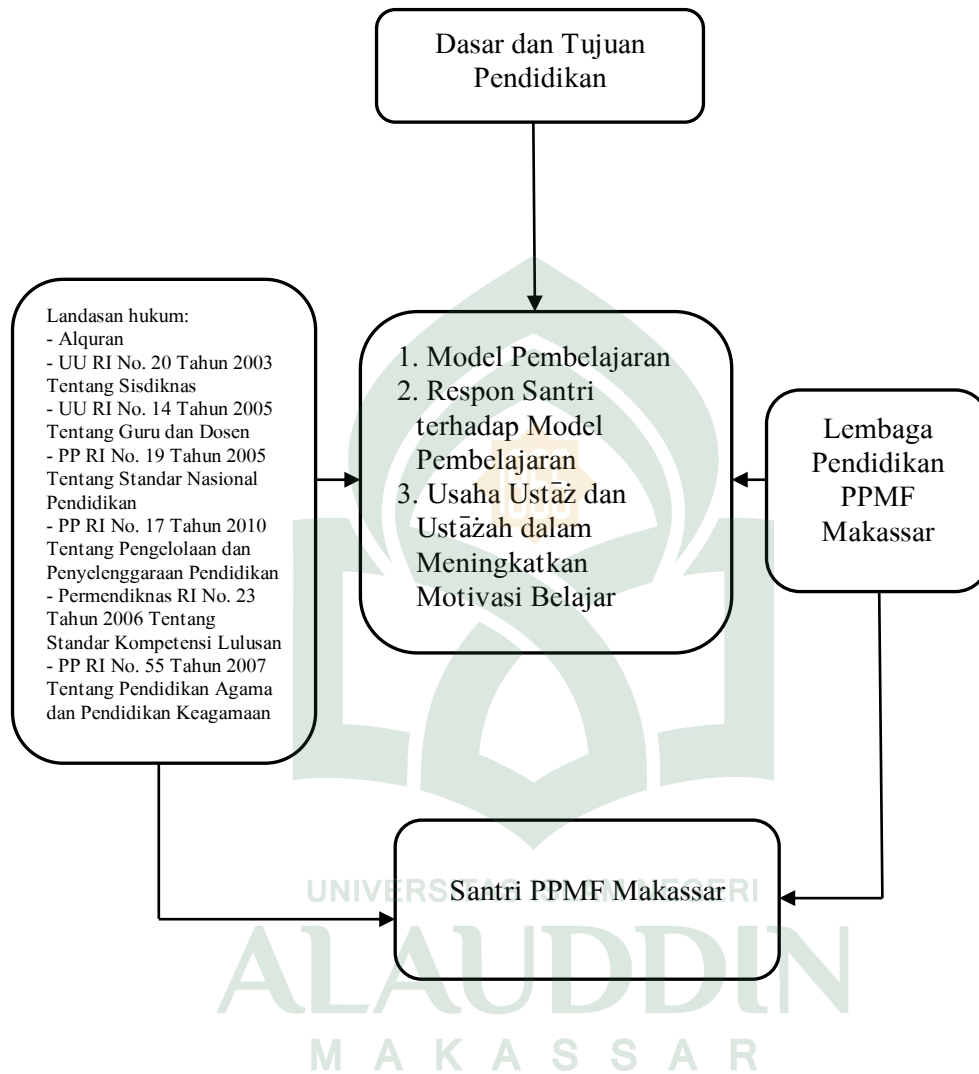 Dasar dan Tujuan
Pendidikan
Landasan hukum:
- Alquran
- UU RI No. 20 Tahun 2003
Tentang Sisdiknas
- UU RI No. 14 Tahun 2005
Tentang Guru dan Dosen
- PP RI No. 19 Tahun 2005
Tentang Standar Nasional
Pendidikan
- PP RI No. 17 Tahun 2010
Tentang Pengelolaan dan
Penyelenggaraan Pendidikan
- Permendiknas RI No. 23
Tahun 2006 Tentang
Standar Kompetensi Lulusan
- PP RI No. 55 Tahun 2007
Tentang Pendidikan Agama
dan Pendidikan Keagamaan
1. Model Pembelajaran
2. Respon Santri
terhadap Model
Pembelajaran
3. Usaha Ustāż dan
Ustāżah dalam
Meningkatkan
Motivasi Belajar
Lembaga
Pendidikan
PPMF
Makassar
Santri PPMF Makassar
UNIVERSITAS ISLAM NEGERI
ALAUDDIN
MAKASSAR